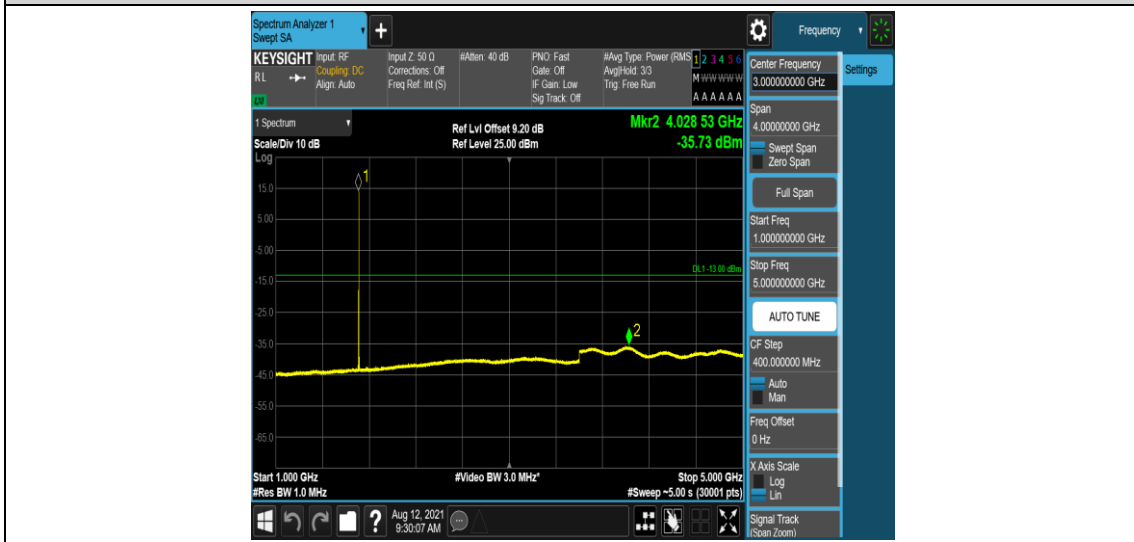 Spectrum Analyzer 1
Swept SA
+
Frequency
KEYSIGHT
RL
LXI
Input: RF
Coupling: DC
Align: Auto
Input Z: 50 Ω
Corrections: Off
Freq Ref: Int (S)
#Atten: 40 dB
PNO: Fast
Gate: Off
IF Gain: Low
Sig Track: Off
#Avg Type: Power (RMS
Avg|Hold: 3/3
Trig: Free Run
1 2 3 4 5 6
M W W W W W
A A A A A A
1 Spectrum
Scale/Div 10 dB
Ref Lvl Offset 9.20 dB
Ref Level 25.00 dBm
Mkr2 4.028 53 GHz
-35.73 dBm
Log
15.0
5.00
-5.00
-15.0
-25.0
-35.0
-45.0
-55.0
-65.0
1
DL1 -13.00 dBm
2
Start 1.000 GHz
#Res BW 1.0 MHz
#Video BW 3.0 MHz*
Stop 5.000 GHz
#Sweep ~5.00 s (30001 pts)
?
Aug 12, 2021
9:30:07 AM
Center Frequency
3.000000000 GHz
Settings
Span
4.00000000 GHz
Swept Span
Zero Span
Full Span
Start Freq
1.000000000 GHz
Stop Freq
5.000000000 GHz
AUTO TUNE
CF Step
400.000000 MHz
Auto
Man
Freq Offset
0 Hz
X Axis Scale
Log
Lin
Signal Track
(Span Zoom)